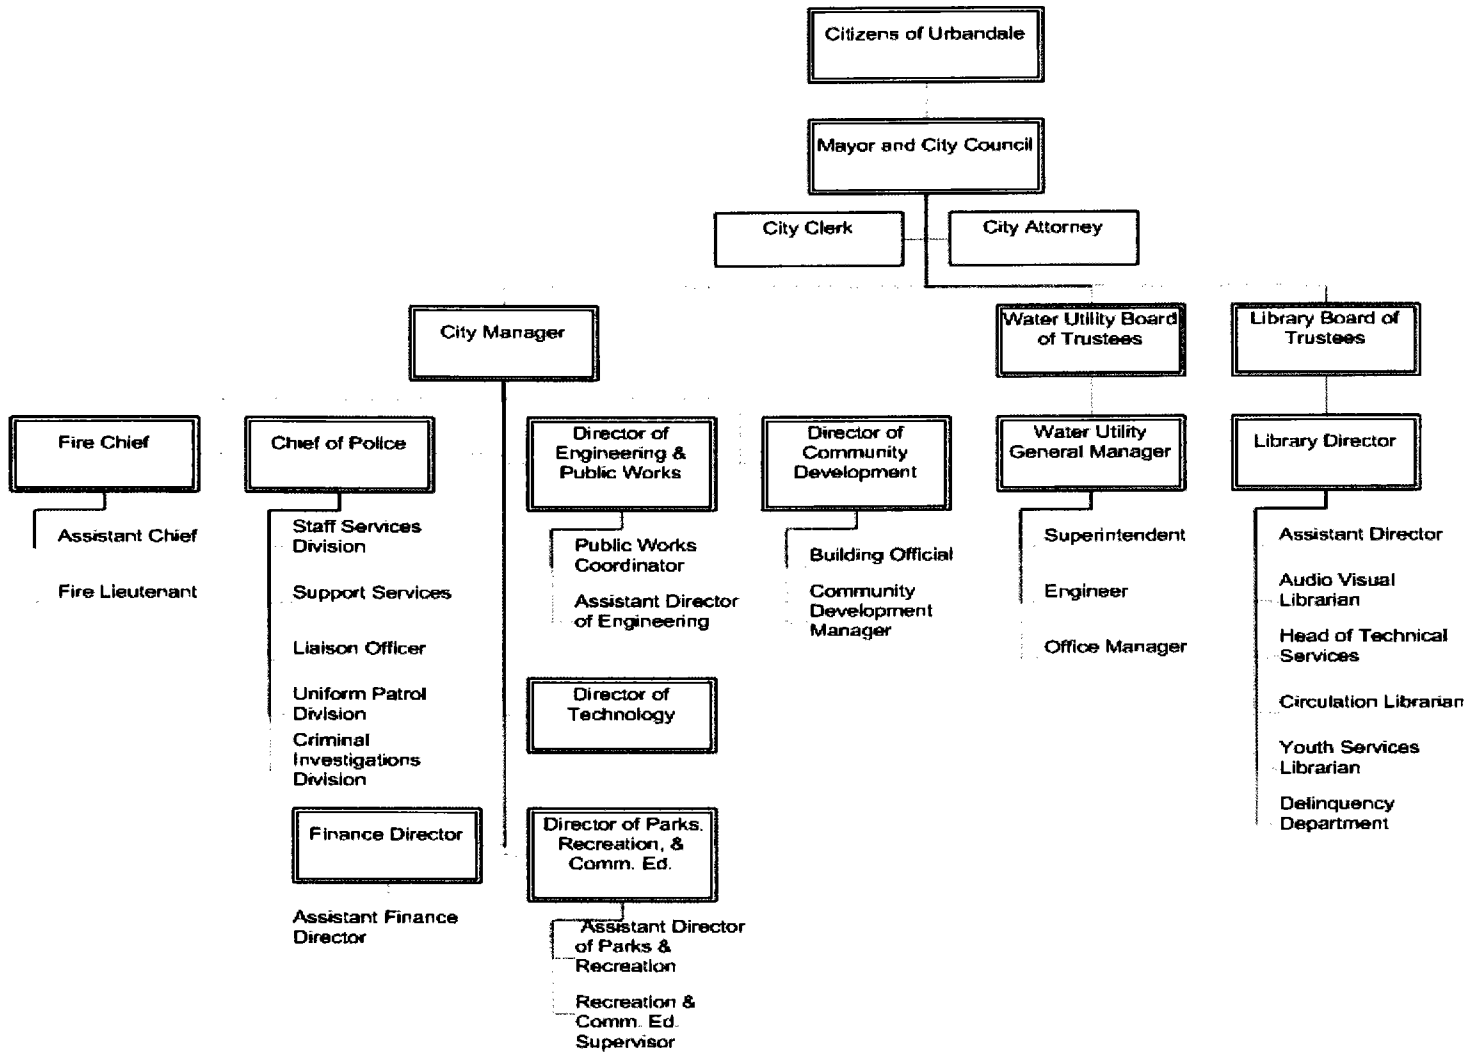 Citizens of Urbandale
Mayor and City Council
City Clerk
City Attorney
City Manager
Water Utility Board
of Trustees
Library Board of
Trustees
Fire Chief
Chief of Police
Director of
Engineering &
Public Works
Director of
Community
Development
Water Utility
General Manager
Library Director
Assistant Chief
Fire Lieutenant
Staff Services
Division
Support Services
Liaison Officer
Uniform Patrol
Division
Criminal
Investigations
Division
Public Works
Coordinator
Assistant Director
of Engineering
Building Official
Community
Development
Manager
Superintendent
Engineer
Office Manager
Assistant Director
Audio Visual
Librarian
Head of Technical
Services
Circulation Librarian
Youth Services
Librarian
Delinquency
Department
Director of
Technology
Finance Director
Assistant Finance
Director
Director of Parks,
Recreation, &
Comm. Ed.
Assistant Director
of Parks &
Recreation
Recreation &
Comm. Ed.
Supervisor